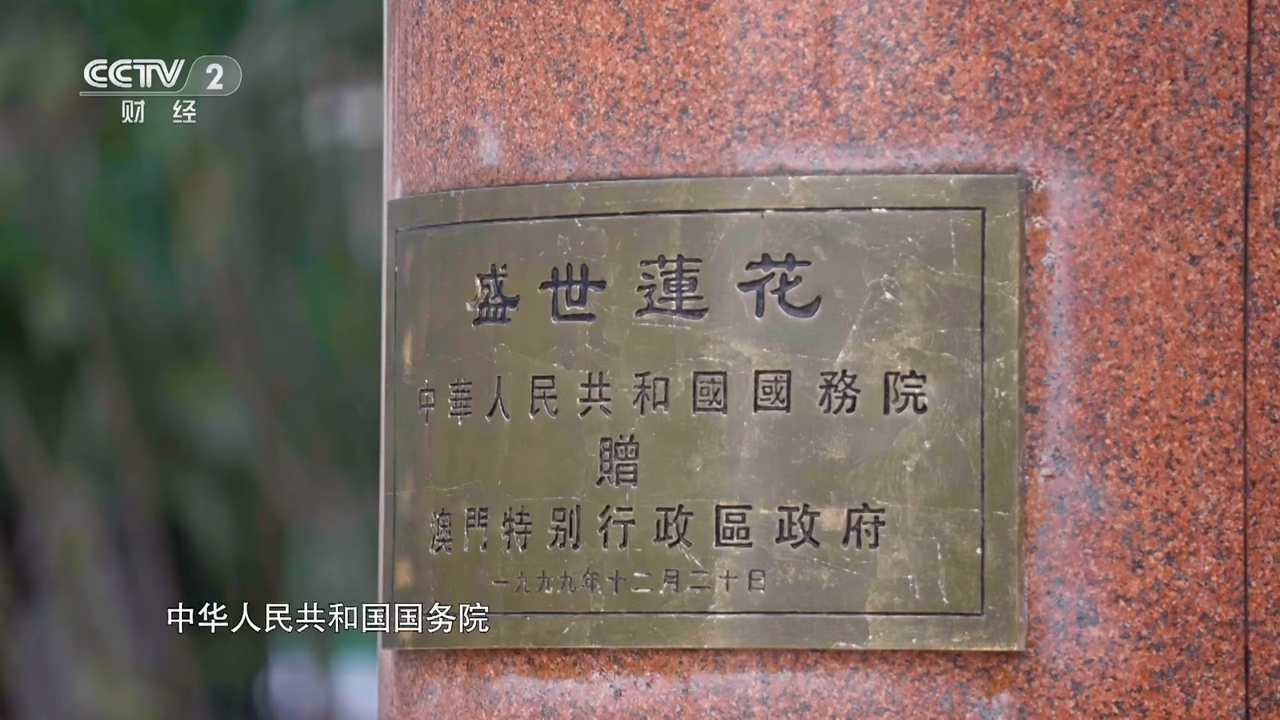 CCTV 2
财 经
盛世蓮花
中華人民共和國國務院
贈
澳門特别行政區政府
一九九九年十二月二十日
中华人民共和国国务院